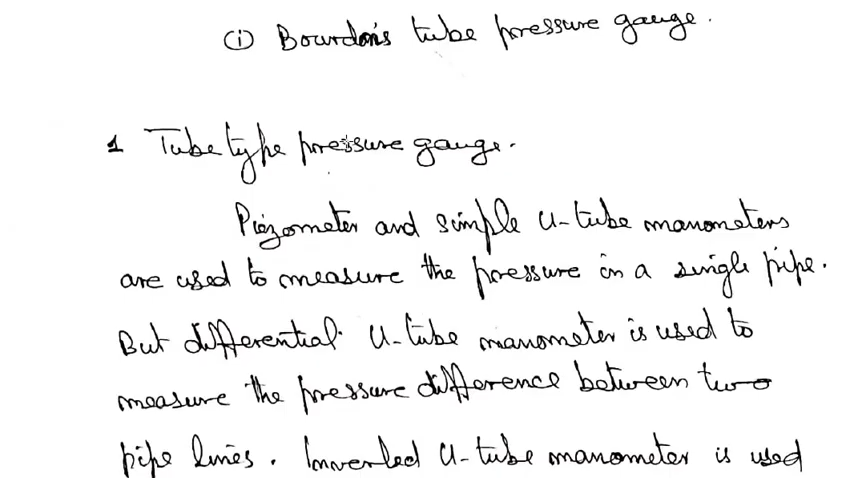 (i) Bourdon's tube pressure gauge.
1 Tube type pressure gauge.
Piezometer and simple U-tube manometers
are used to measure the pressure in a single pipe.
But differential U-tube manometer is used to
measure the pressure difference between two
pipe lines. Inverted U-tube manometer is used